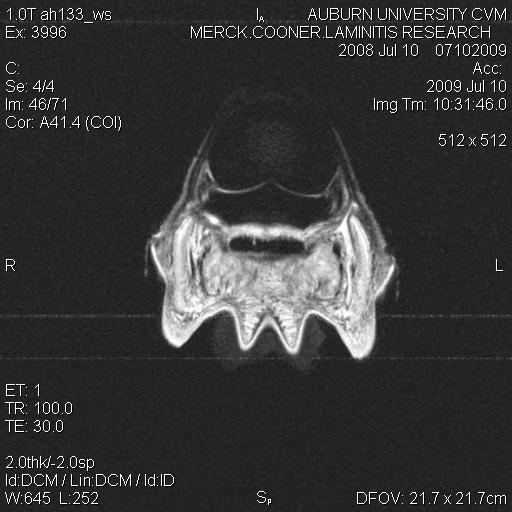 1.0T ah133_ws
Ex: 3996
C:
Se: 4/4
Im: 46/71
Cor: A41.4 (COI)
IA
AUBURN UNIVERSITY CVM
MERCK.COONER.LAMINITIS RESEARCH
2008 Jul 10 07102009
Acc:
2009 Jul 10
Img Tm: 10:31:46.0
512 x 512
R
L
ET: 1
TR: 100.0
TE: 30.0
2.0thk/-2.0sp
Id:DCM / Lin:DCM / Id:ID
W:645 L:252
SP
DFOV: 21.7 x 21.7cm